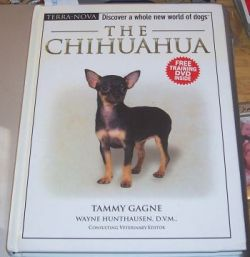 TERRA-NOVA Discover a whole new world of dogs™
THE
CHIHUAHUA
FREE
TRAINING
DVD
INSIDE
TAMMY GAGNE
WAYNE HUNTHAUSEN, D.V.M.,
CONSULTING VETERINARY EDITOR